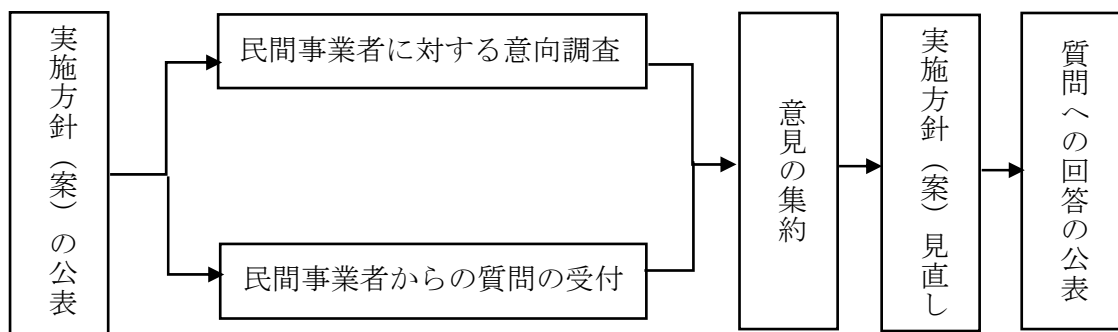 実施方針（案）の公表
民間事業者に対する意向調査
民間事業者からの質問の受付
意見の集約
実施方針（案）見直し
質問への回答の公表